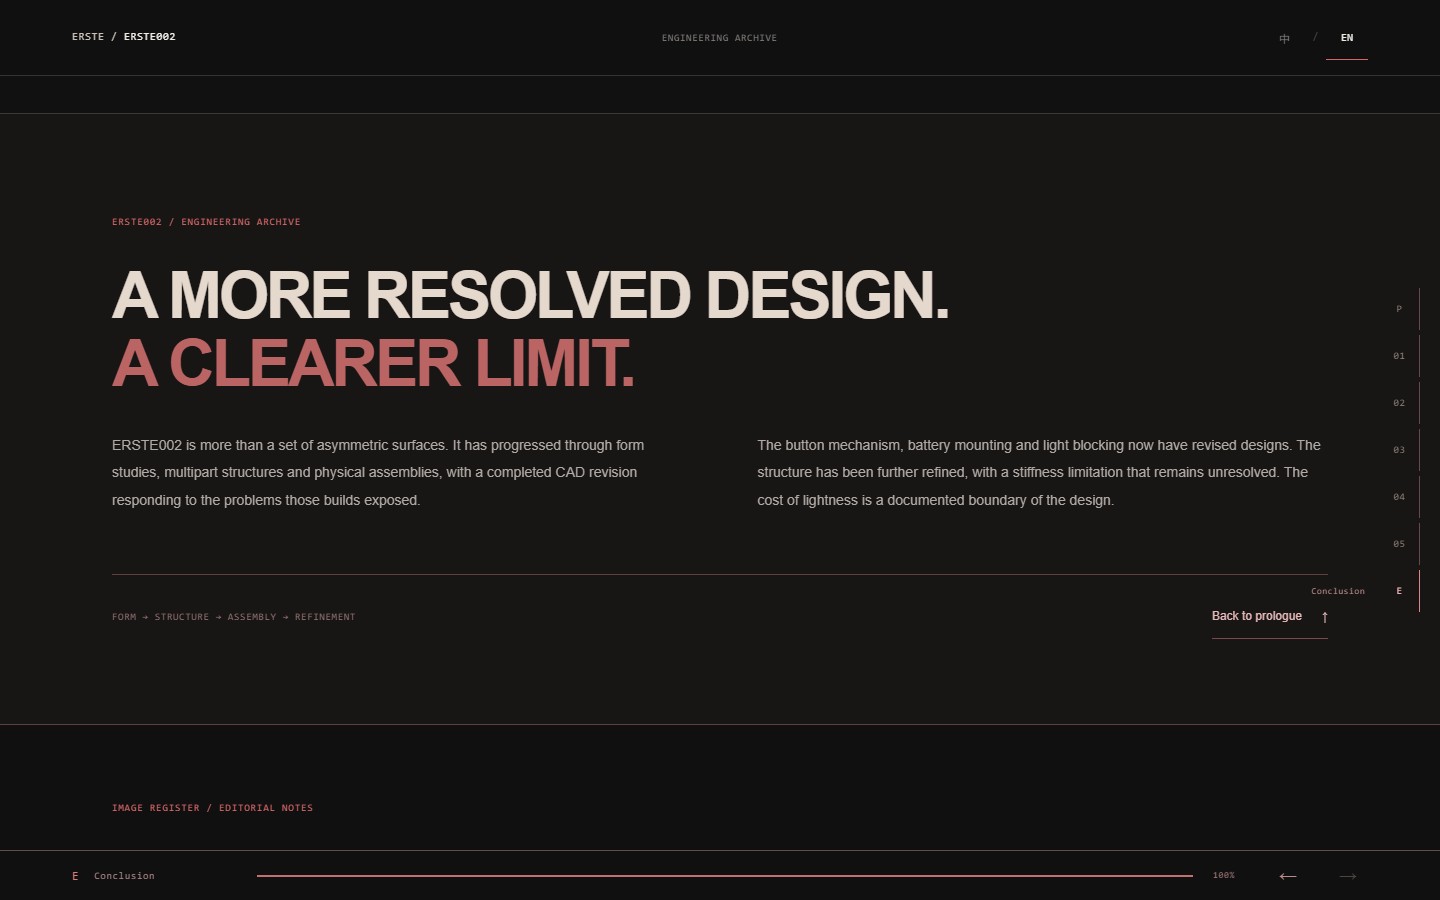 ERSTE / ERSTE002
ENGINEERING ARCHIVE
中 / EN
ERSTE002 / ENGINEERING ARCHIVE
A MORE RESOLVED DESIGN.
A CLEARER LIMIT.
ERSTE002 is more than a set of asymmetric surfaces. It has progressed through form
studies, multipart structures and physical assemblies, with a completed CAD revision
responding to the problems those builds exposed.
The button mechanism, battery mounting and light blocking now have revised designs. The
structure has been further refined, with a stiffness limitation that remains unresolved. The
cost of lightness is a documented boundary of the design.
P
01
02
03
04
05
Conclusion E
FORM → STRUCTURE → ASSEMBLY → REFINEMENT
Back to prologue ↑
IMAGE REGISTER / EDITORIAL NOTES
E Conclusion
100% ← →